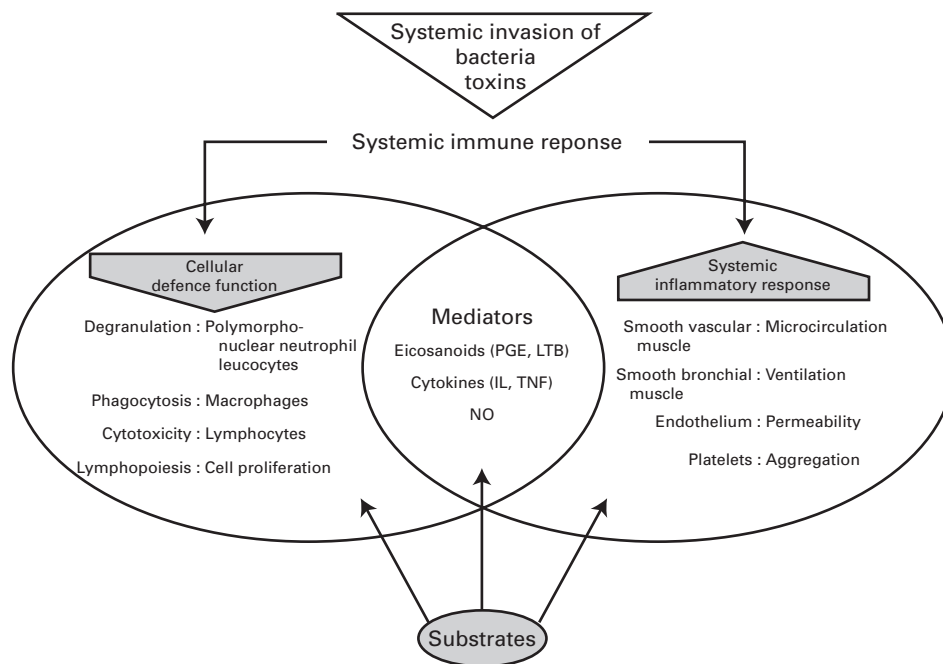 Systemic invasion of
bacteria
toxins
Systemic immune reponse
Cellular
defence function
Degranulation : Polymorpho-
nuclear neutrophil
leucocytes
Phagocytosis : Macrophages
Cytotoxicity : Lymphocytes
Lymphopoiesis : Cell proliferation
Mediators
Eicosanoids (PGE, LTB)
Cytokines (IL, TNF)
NO
Systemic
inflammatory response
Smooth vascular : Microcirculation
muscle
Smooth bronchial : Ventilation
muscle
Endothelium : Permeability
Platelets : Aggregation
Substrates